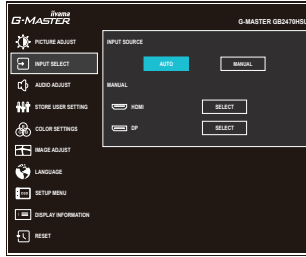 iiyama
G-MASTER
G-MASTER GB2470HSU
PICTURE ADJUST
INPUT SOURCE
INPUT SELECT
AUTO
MANUAL
AUDIO ADJUST
MANUAL
STORE USER SETTING
HDMI
SELECT
COLOR SETTINGS
DP
SELECT
IMAGE ADJUST
LANGUAGE
OSD
SETUP MENU
DISPLAY INFORMATION
RESET